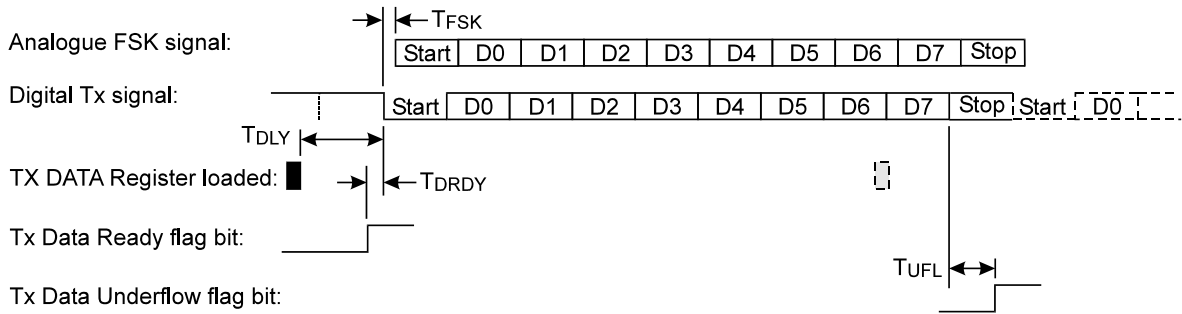 TFSK
Analogue FSK signal:
Start D0 D1 D2 D3 D4 D5 D6 D7 Stop
Digital Tx signal:
Start D0 D1 D2 D3 D4 D5 D6 D7 Stop Start D0
TDLY
TX DATA Register loaded:
TDRDY
Tx Data Ready flag bit:
TUFL
Tx Data Underflow flag bit: